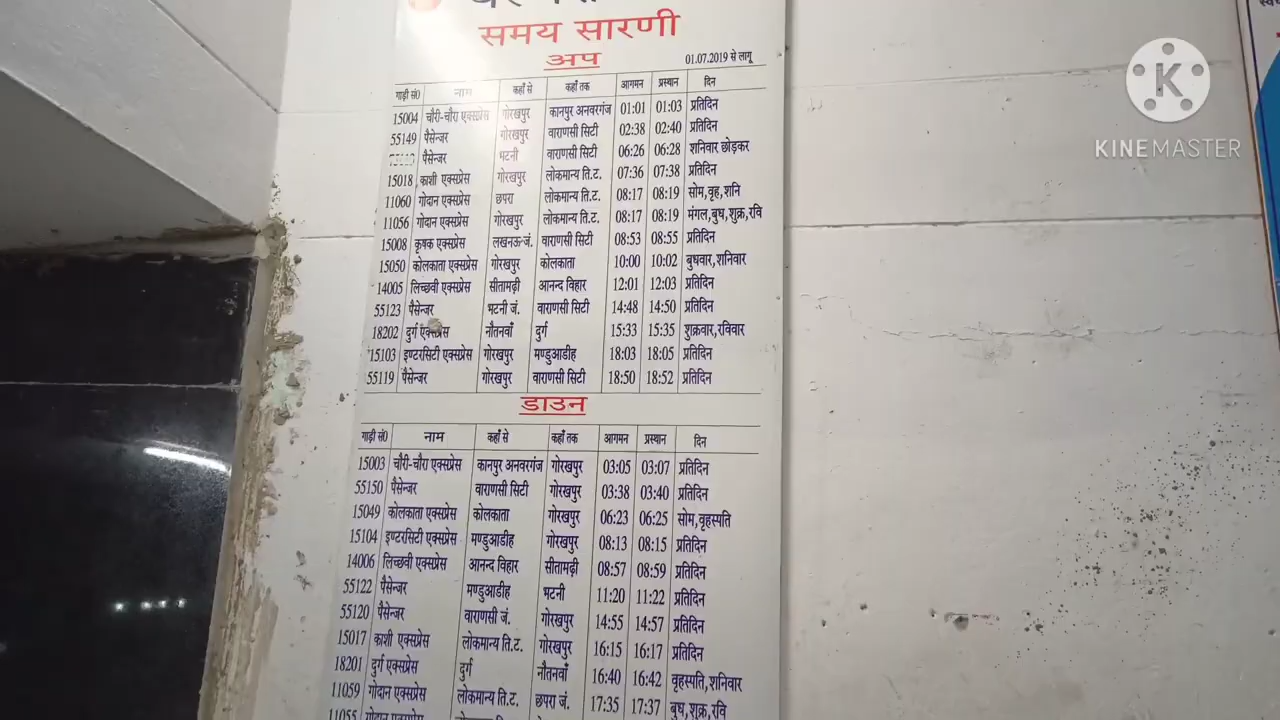 समय सारणी
अप
01.07.2019 से लागू
गाड़ी सं0 नाम कहाँ से कहाँ तक आगमन प्रस्थान दिन
15004 चौरी-चौरा एक्सप्रेस गोरखपुर कानपुर अनवरगंज 01:01 01:03 प्रतिदिन
55149 पैसेन्जर गोरखपुर वाराणसी सिटी 02:38 02:40 प्रतिदिन
पैसेन्जर भटनी वाराणसी सिटी 06:26 06:28 शनिवार छोड़कर
15018 काशी एक्सप्रेस गोरखपुर लोकमान्य ति.ट. 07:36 07:38 प्रतिदिन
11060 गोदान एक्सप्रेस छपरा लोकमान्य ति.ट. 08:17 08:19 सोम,वृह,शनि
11056 गोदान एक्सप्रेस गोरखपुर लोकमान्य ति.ट. 08:17 08:19 मंगल,बुध,शुक्र,रवि
15008 कृषक एक्सप्रेस लखनऊ-जं. वाराणसी सिटी 08:53 08:55 प्रतिदिन
15050 कोलकाता एक्सप्रेस गोरखपुर कोलकाता 10:00 10:02 बुधवार,शनिवार
14005 लिच्छवी एक्सप्रेस सीतामढ़ी आनन्द विहार 12:01 12:03 प्रतिदिन
55123 पैसेन्जर भटनी जं. वाराणसी सिटी 14:48 14:50 प्रतिदिन
18202 दुर्ग एक्सप्रेस नौतनवाँ दुर्ग 15:33 15:35 शुक्रवार,रविवार
15103 इण्टरसिटी एक्सप्रेस गोरखपुर मण्डुआडीह 18:03 18:05 प्रतिदिन
55119 पैसेन्जर गोरखपुर वाराणसी सिटी 18:50 18:52 प्रतिदिन
डाउन
गाड़ी सं0 नाम कहाँ से कहाँ तक आगमन प्रस्थान दिन
15003 चौरी-चौरा एक्सप्रेस कानपुर अनवरगंज गोरखपुर 03:05 03:07 प्रतिदिन
55150 पैसेन्जर वाराणसी सिटी गोरखपुर 03:38 03:40 प्रतिदिन
15049 कोलकाता एक्सप्रेस कोलकाता गोरखपुर 06:23 06:25 सोम,वृहस्पति
15104 इण्टरसिटी एक्सप्रेस मण्डुआडीह गोरखपुर 08:13 08:15 प्रतिदिन
14006 लिच्छवी एक्सप्रेस आनन्द विहार सीतामढ़ी 08:57 08:59 प्रतिदिन
55122 पैसेन्जर मण्डुआडीह भटनी 11:20 11:22 प्रतिदिन
55120 पैसेन्जर वाराणसी जं. गोरखपुर 14:55 14:57 प्रतिदिन
15017 काशी एक्सप्रेस लोकमान्य ति.ट. गोरखपुर 16:15 16:17 प्रतिदिन
18201 दुर्ग एक्सप्रेस दुर्ग नौतनवाँ 16:40 16:42 वृहस्पति,शनिवार
11059 गोदान एक्सप्रेस लोकमान्य ति.ट. छपरा जं. 17:35 17:37 बुध,शुक्र,रवि
11055 गोदान एक्सप्रेस
K
KINEMASTER